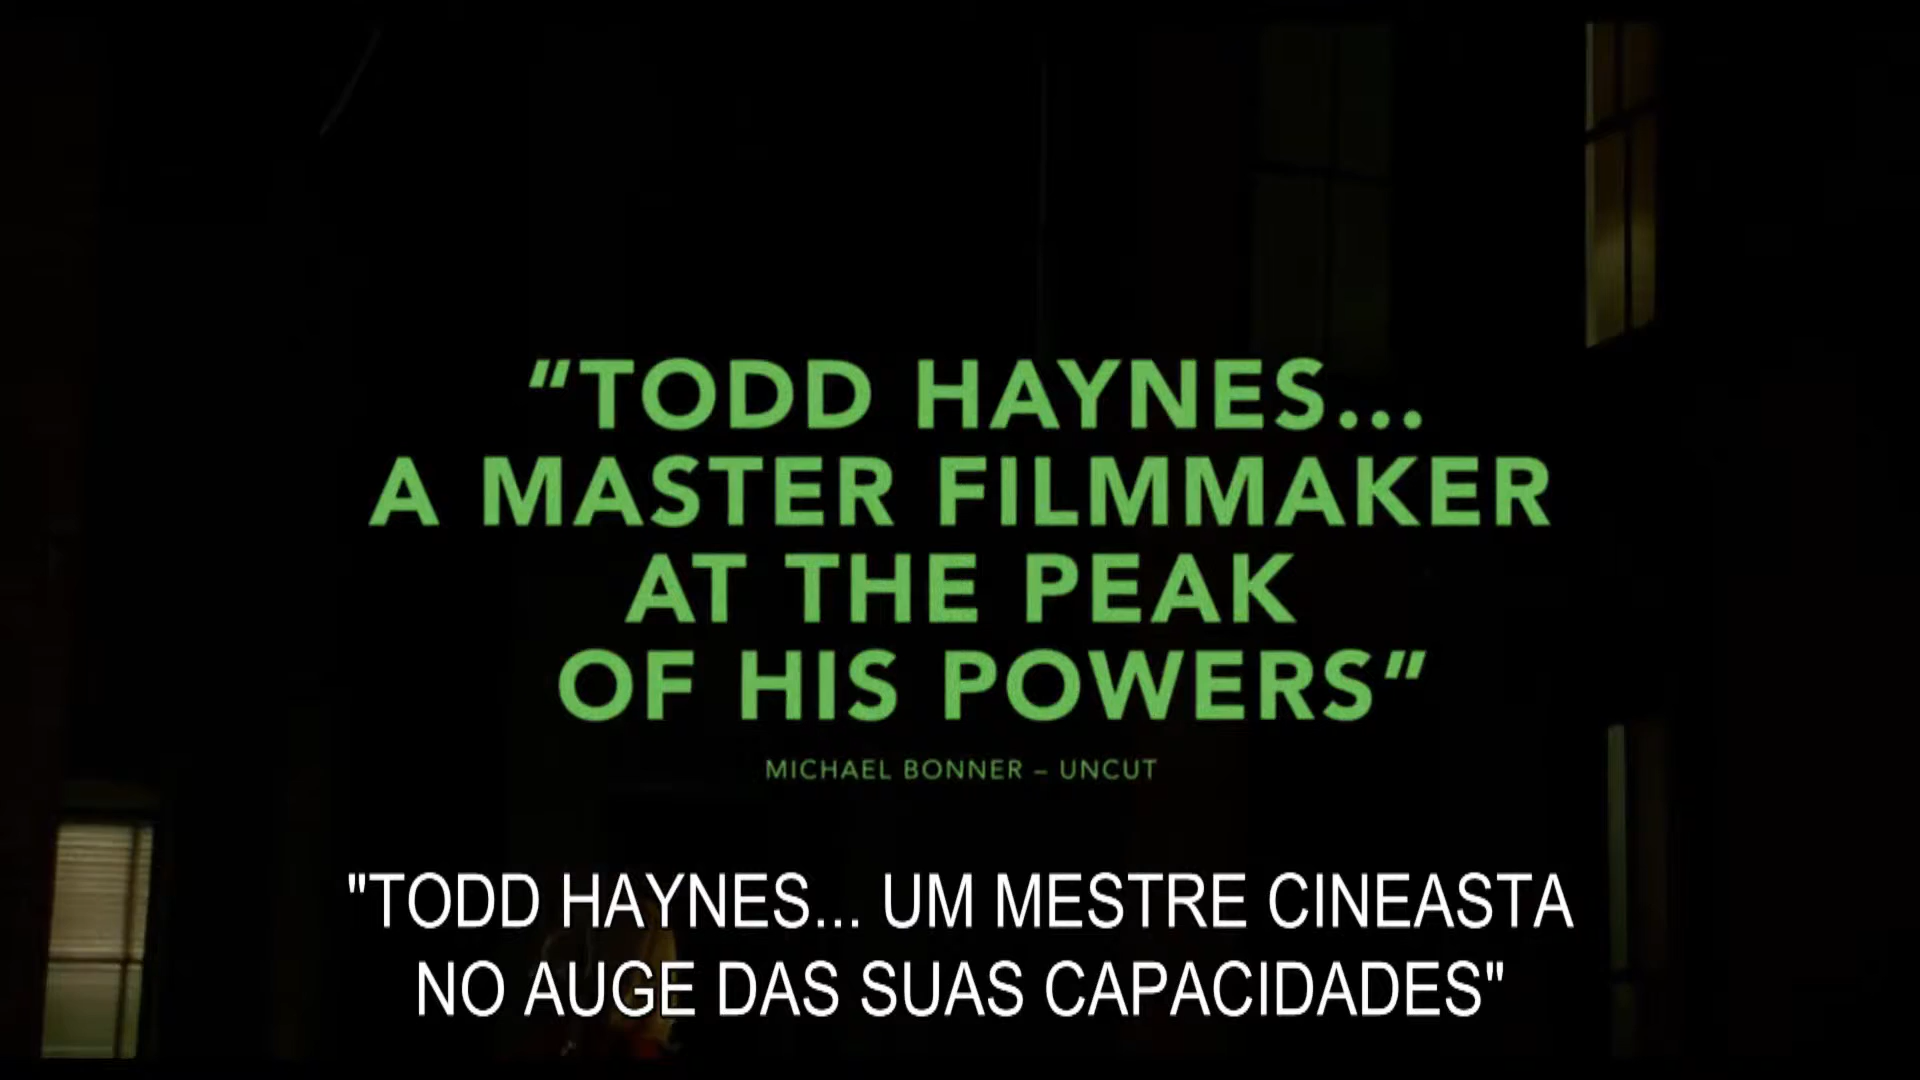 “TODD HAYNES...
A MASTER FILMMAKER
AT THE PEAK
OF HIS POWERS”
MICHAEL BONNER – UNCUT
"TODD HAYNES... UM MESTRE CINEASTA
NO AUGE DAS SUAS CAPACIDADES"